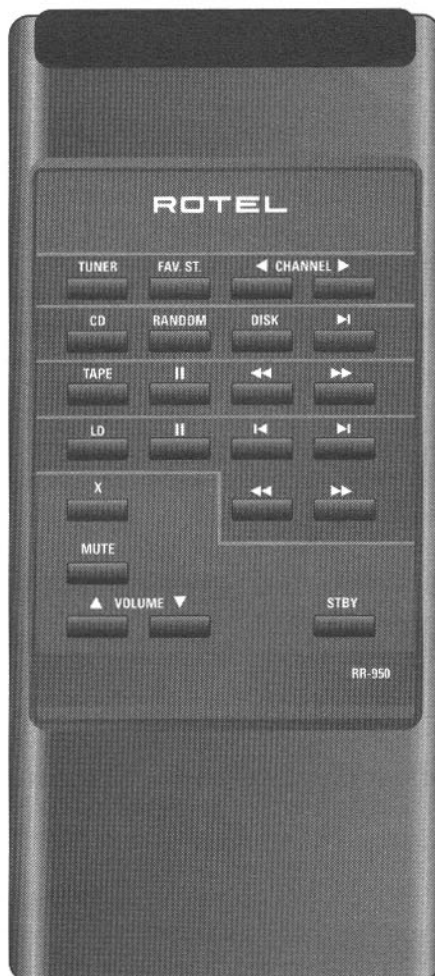 ROTEL
TUNER FAV. ST. ◀ CHANNEL ▶
CD RANDOM DISK ▶I
TAPE II ◀◀ ▶▶
LD II I◀ ▶I
X ◀◀ ▶▶
MUTE
▲ VOLUME ▼ STBY
RR-950